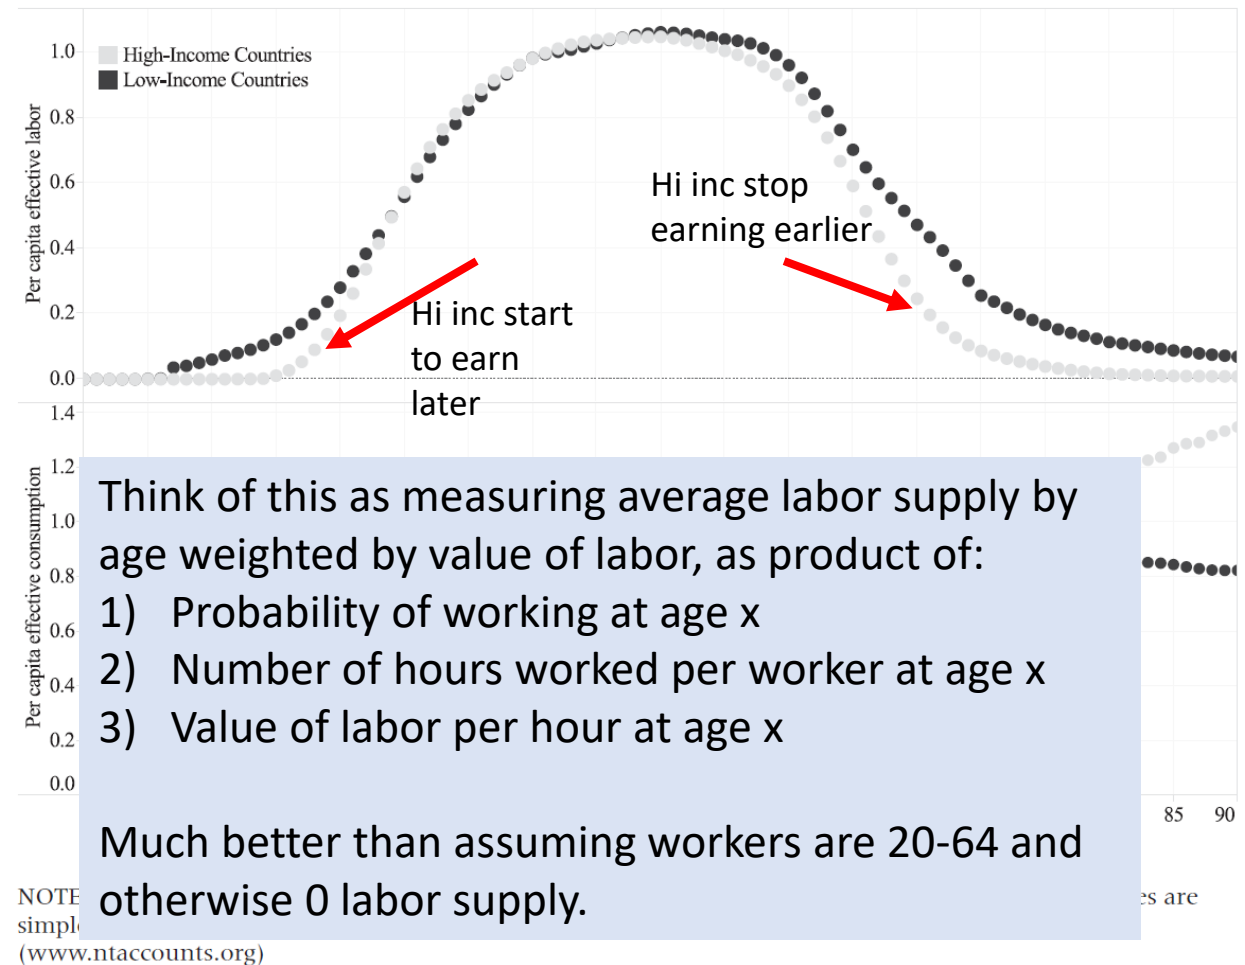 1.0
High-Income Countries
Low-Income Countries
0.8
0.6
0.4
0.2
0.0
Per capita effective labor
Hi inc stop
earning earlier
Hi inc start
to earn
later
1.4
1.2
1.0
0.8
0.6
0.4
0.2
0.0
Per capita effective consumption
Think of this as measuring average labor supply by
age weighted by value of labor, as product of:
1) Probability of working at age x
2) Number of hours worked per worker at age x
3) Value of labor per hour at age x
Much better than assuming workers are 20-64 and
otherwise 0 labor supply.
85 90
NOTE
are
simpl
(www.ntaccounts.org)